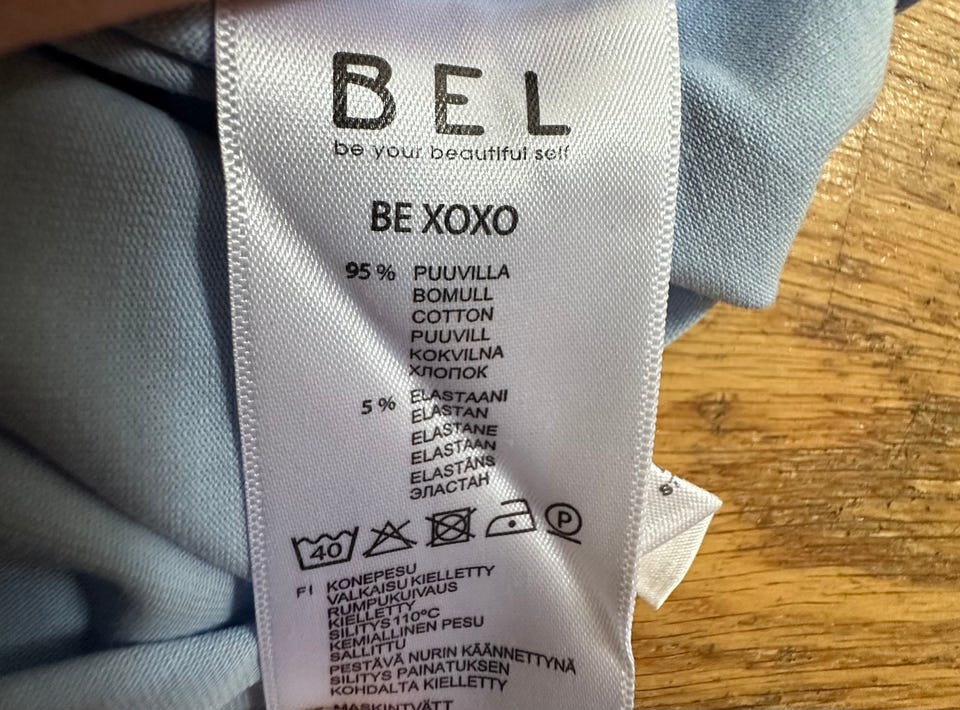 BEL
be your beautiful self
BE XOXO
95 % PUUVILLA
BOMULL
COTTON
PUUVILL
KOKVILNA
ХЛОПОК
5 % ELASTAANI
ELASTAN
ELASTANE
ELASTAAN
ELASTĀNS
ЭЛАСТАН
40 P
FI KONEPESU
VALKAISU KIELLETTY
RUMPUKUIVAUS
KIELLETTY
SILITYS 110°C
KEMIALLINEN PESU
SALLITTU
PESTÄVÄ NURIN KÄÄNNETTYNÄ
SILITYS PAINATUKSEN
KOHDALTA KIELLETTY
MASKINTVÄTT